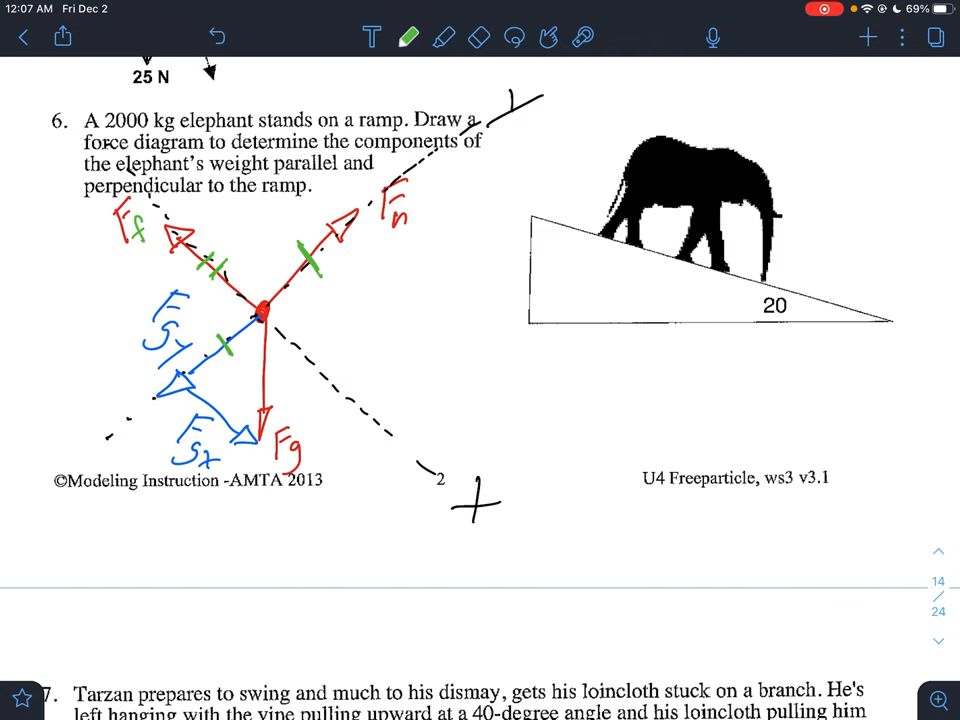 12:07 AM Fri Dec 2
69%
T
25 N
6. A 2000 kg elephant stands on a ramp. Draw a
force diagram to determine the components of
the elephant's weight parallel and
perpendicular to the ramp.
y
Ff
Fn
20
Fgy
Fgx
Fg
©Modeling Instruction -AMTA 2013
2
U4 Freeparticle, ws3 v3.1
14
/
24
7. Tarzan prepares to swing and much to his dismay, gets his loincloth stuck on a branch. He's
left hanging with the vine pulling upward at a 40-degree angle and his loincloth pulling him